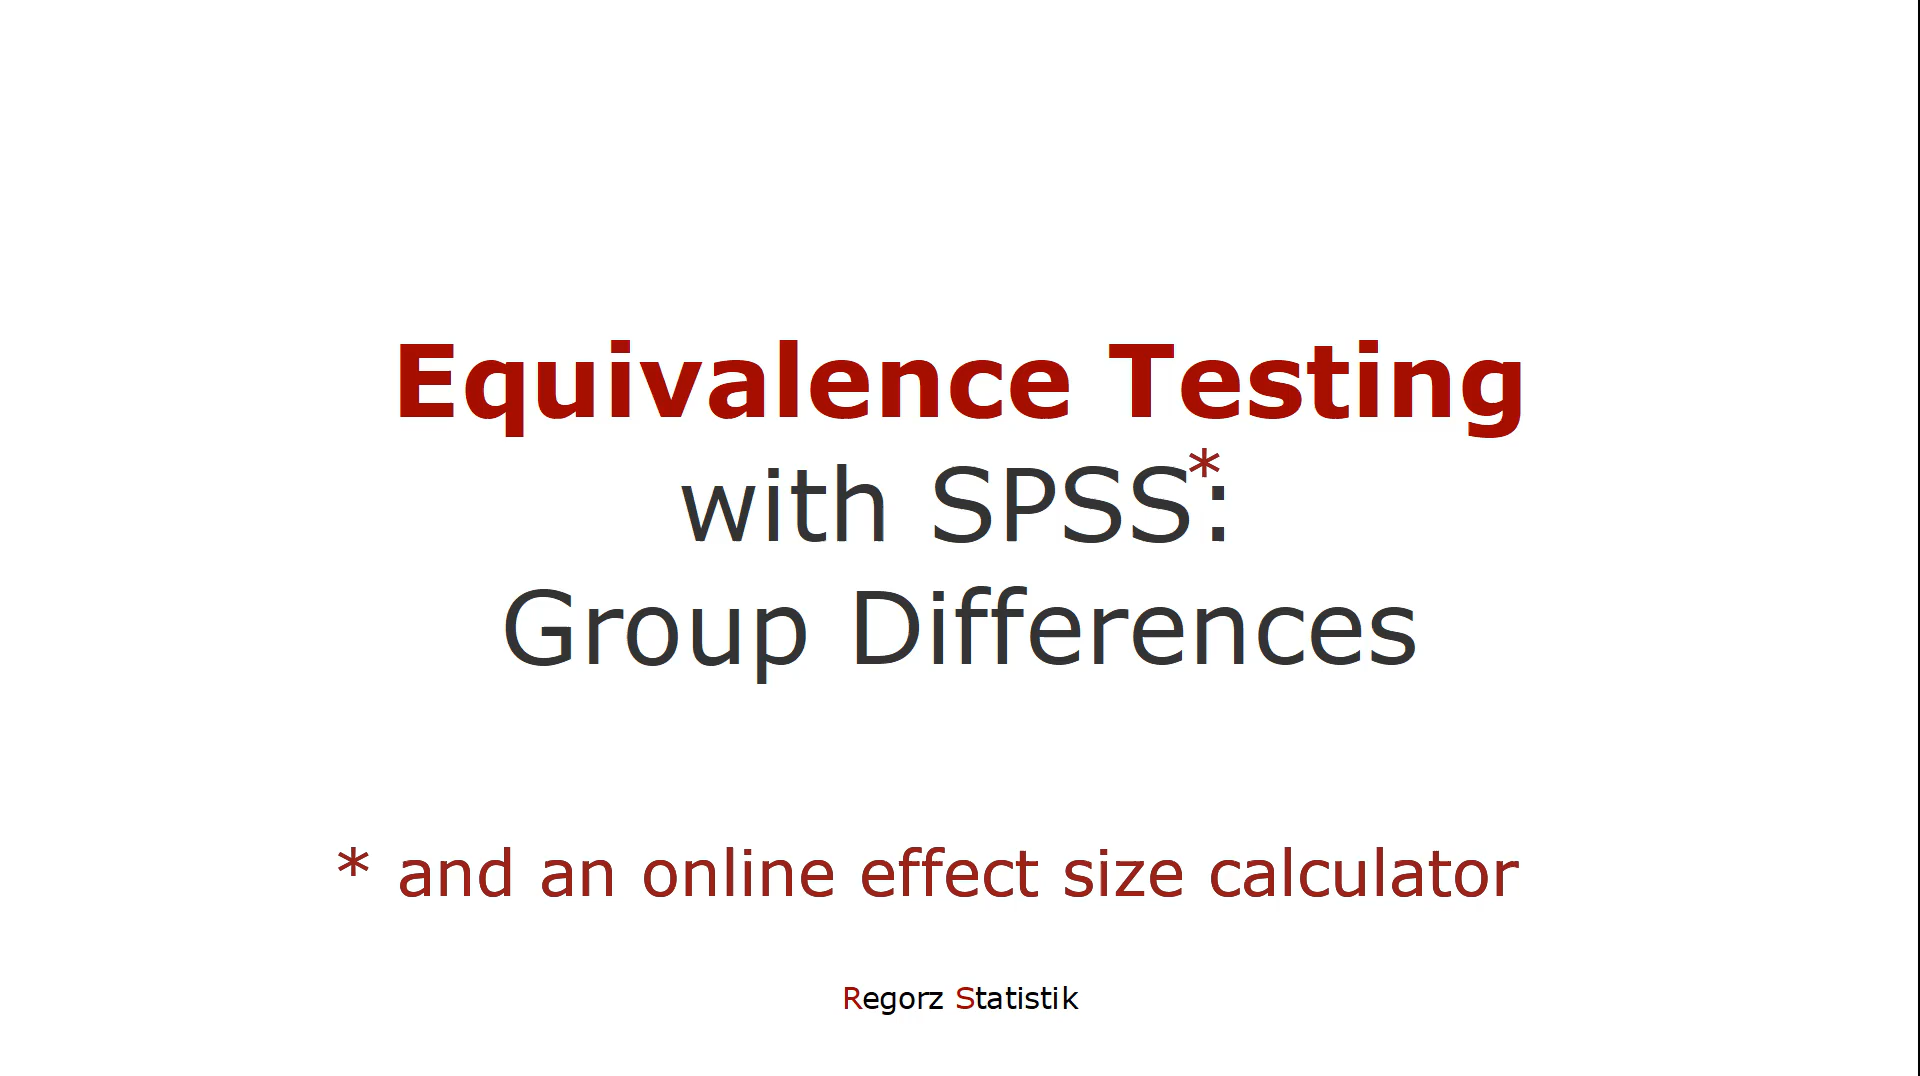 Equivalence Testing
with SPSS*:
Group Differences
* and an online effect size calculator
Regorz Statistik